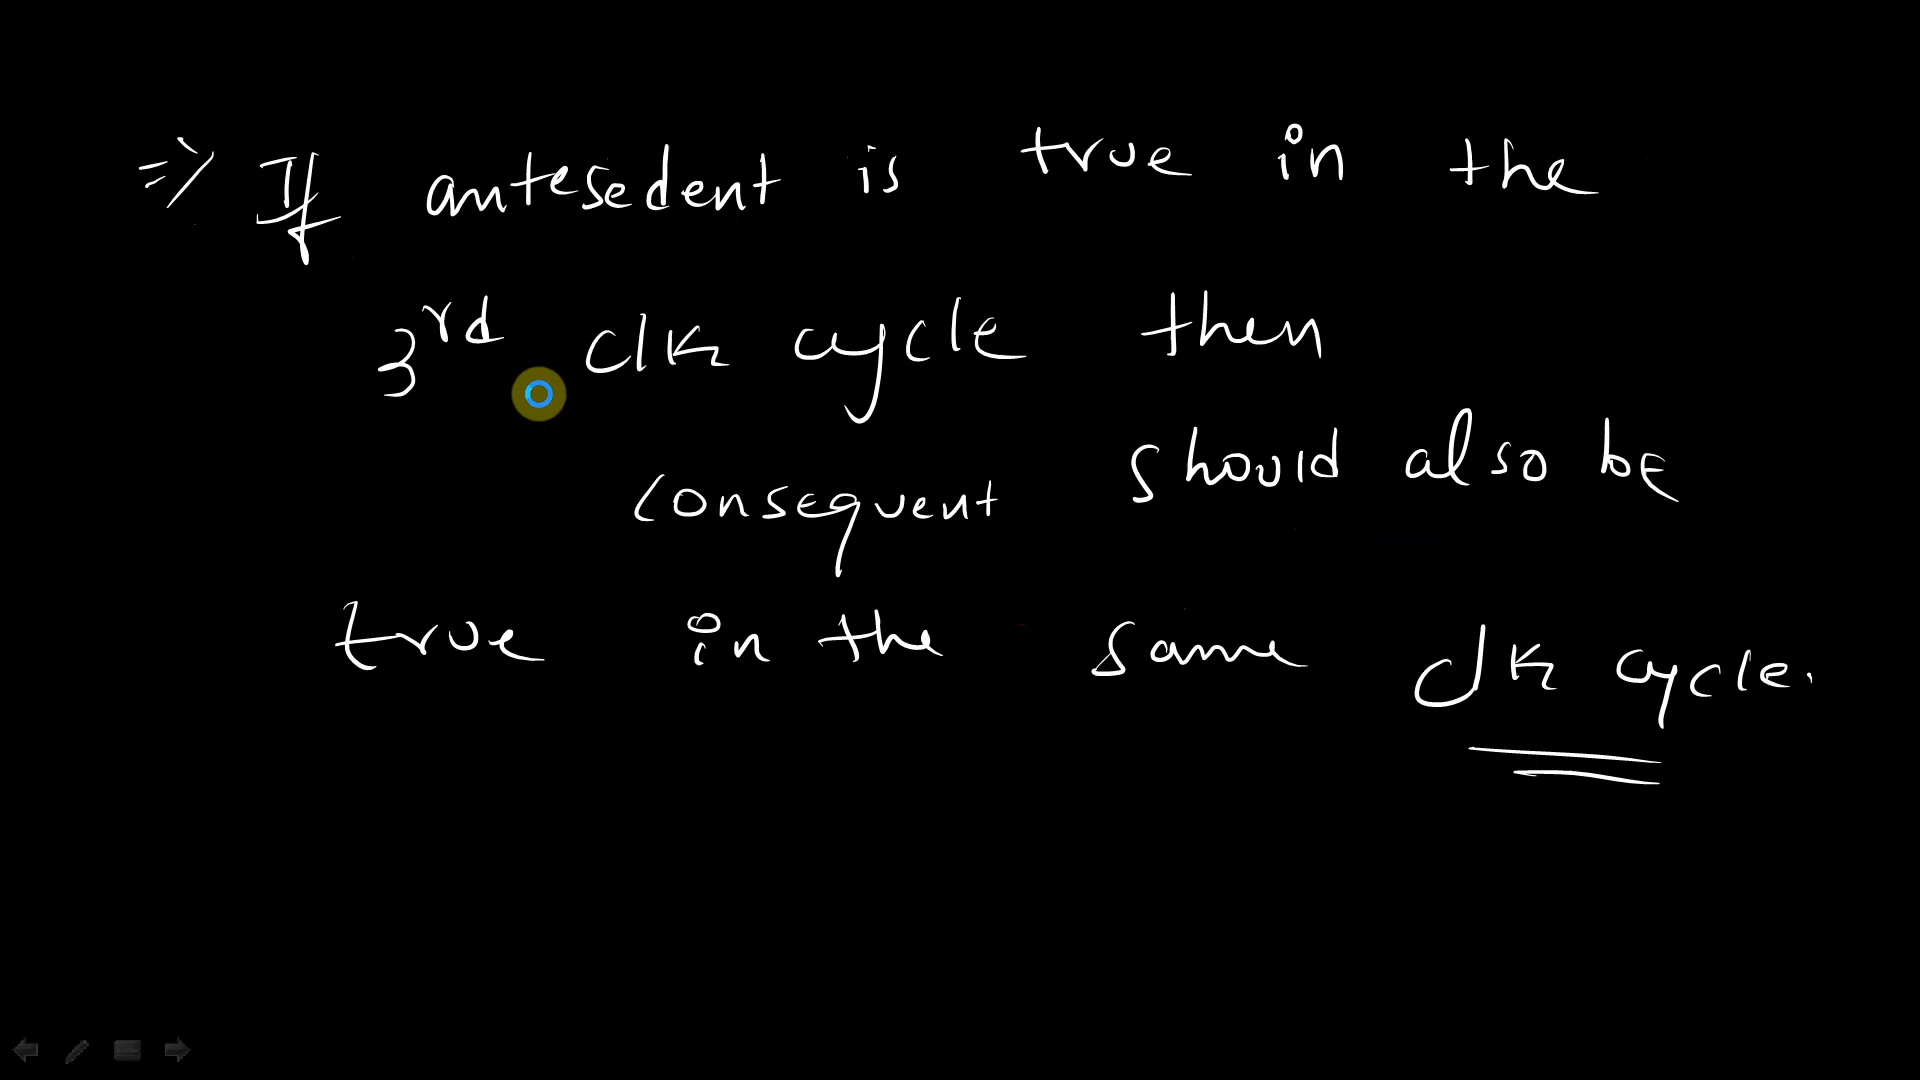 => If antesedent is true in the
3rd clk cycle then
consequent should also be
true in the same clk cycle.